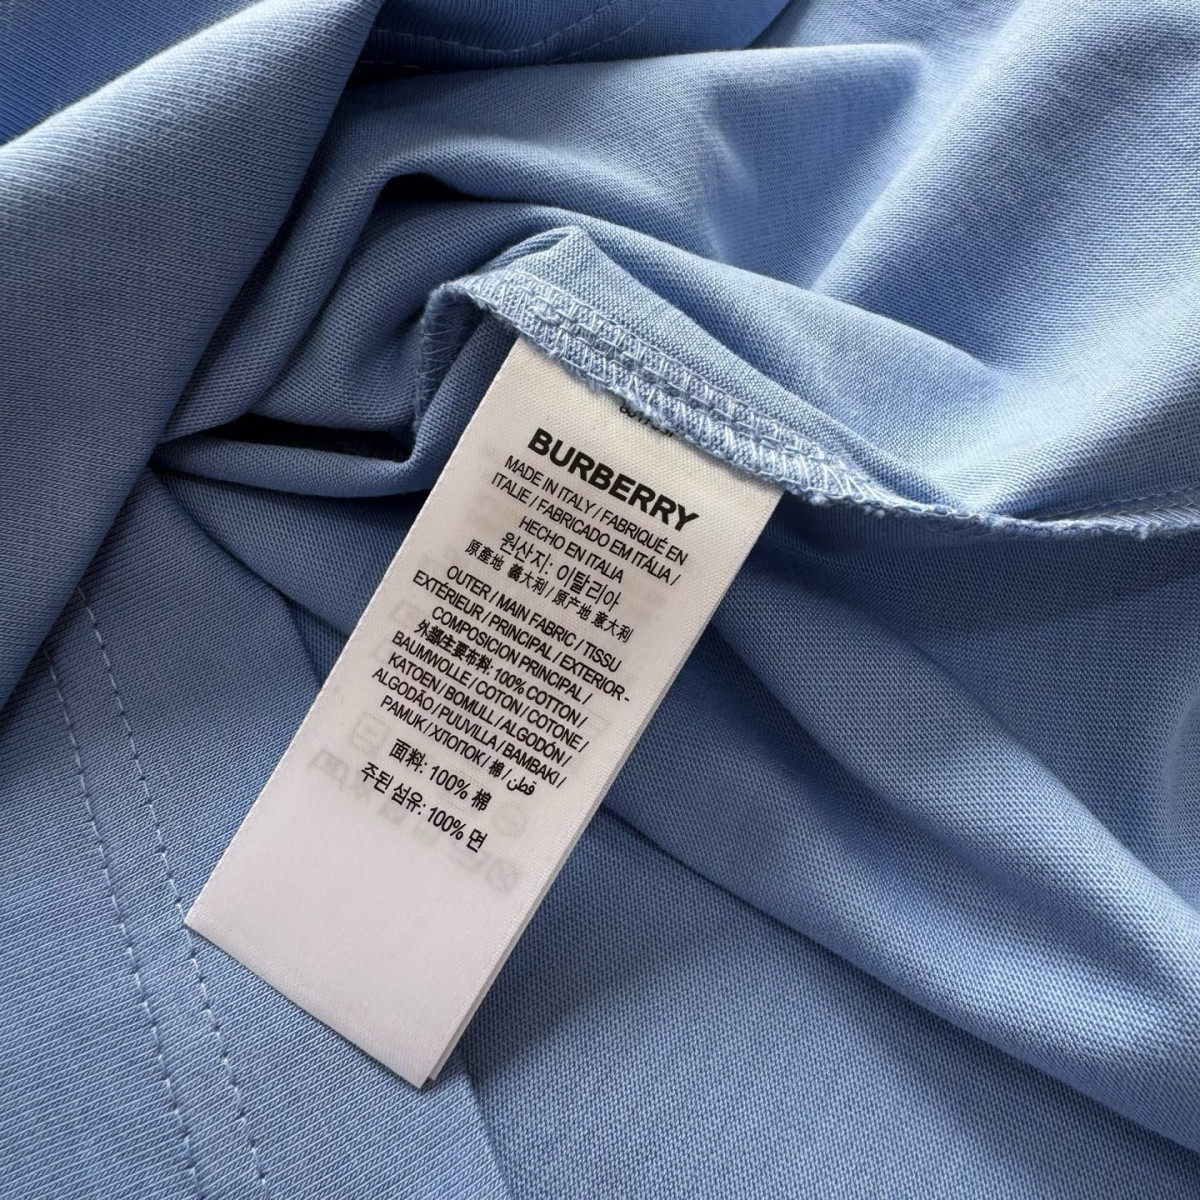 BURBERRY
MADE IN ITALY / FABRIQUÉ EN
ITALIE / FABRICADO EM ITÁLIA /
HECHO EN ITALIA
원산지: 이탈리아
原產地 義大利 / 原产地 意大利
OUTER / MAIN FABRIC / TISSU
EXTÉRIEUR / PRINCIPAL / EXTERIOR -
COMPOSICION PRINCIPAL /
外部主要布料: 100% COTTON /
BAUMWOLLE / COTON / COTONE /
KATOEN / BOMULL / ALGODÓN /
ALGODÃO / PUUVILLA / BAMBAKI /
PAMUK / ХЛОПОК / 棉 / قطن
面料: 100% 棉
주된 섬유: 100% 면